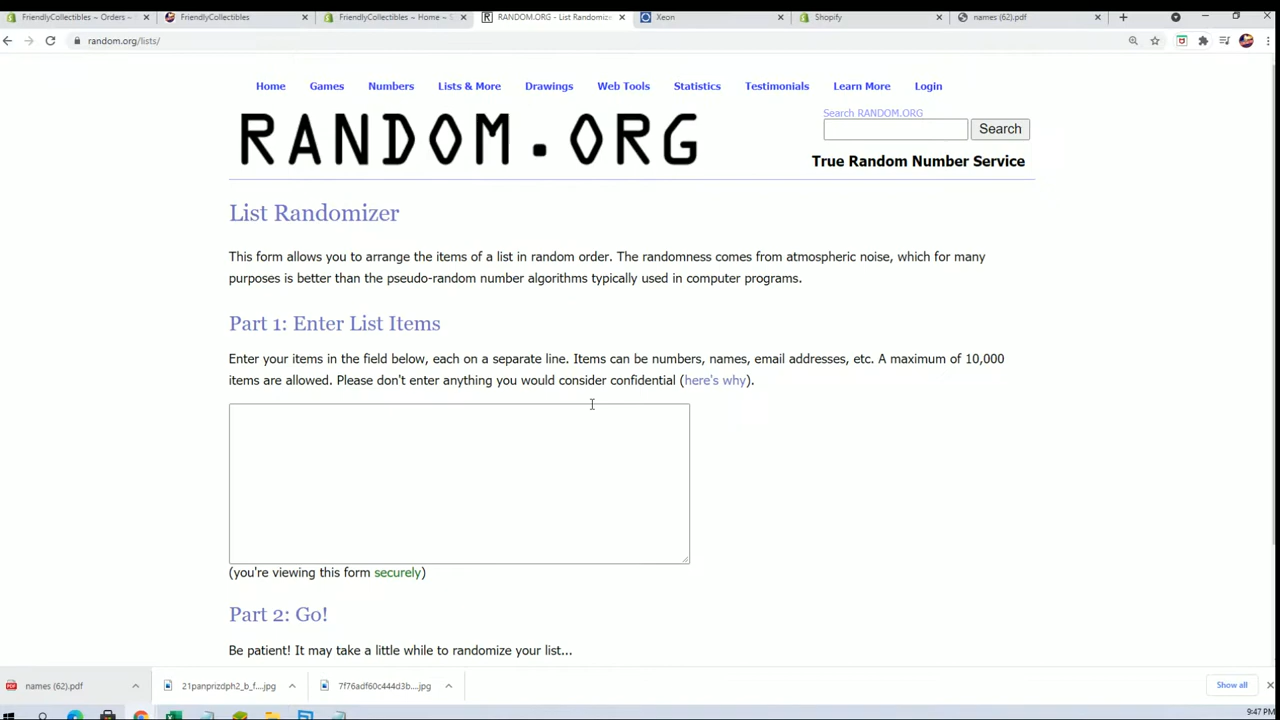 FriendlyCollectibles ~ Orders ~
FriendlyCollectibles
FriendlyCollectibles ~ Home ~ S
RANDOM.ORG - List Randomize
Xeon
Shopify
names (62).pdf
random.org/lists/
Home
Games
Numbers
Lists & More
Drawings
Web Tools
Statistics
Testimonials
Learn More
Login
RANDOM.ORG
Search RANDOM.ORG
Search
True Random Number Service
List Randomizer
This form allows you to arrange the items of a list in random order. The randomness comes from atmospheric noise, which for many
purposes is better than the pseudo-random number algorithms typically used in computer programs.
Part 1: Enter List Items
Enter your items in the field below, each on a separate line. Items can be numbers, names, email addresses, etc. A maximum of 10,000
items are allowed. Please don't enter anything you would consider confidential (here's why).
(you're viewing this form securely)
Part 2: Go!
Be patient! It may take a little while to randomize your list...
names (62).pdf
21panprizdph2_b_f....jpg
7f76adf60c444d3b....jpg
Show all
9:47 PM